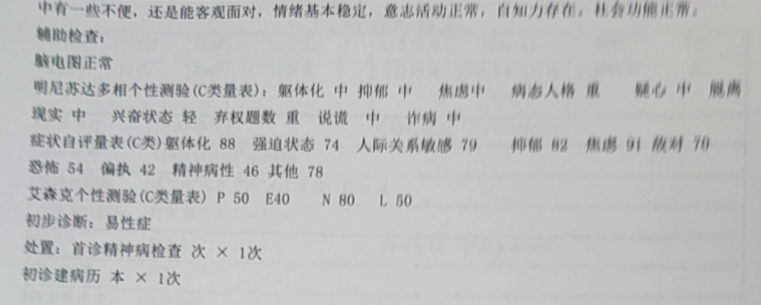 中有一些不便，还是能客观面对，情绪基本稳定，意志活动正常，自知力存在。社会功能正常。
辅助检查：
脑电图正常
明尼苏达多相个性测验(C类量表)：躯体化 中 抑郁 中 焦虑中 病态人格 重 疑心 中 脱离
现实 中 兴奋状态 轻 弃权题数 重 说谎 中 诈病 中
症状自评量表(C类)躯体化 88 强迫状态 74 人际关系敏感 79 抑郁 82 焦虑 91 敌对 70
恐怖 54 偏执 42 精神病性 46 其他 78
艾森克个性测验(C类量表) P 50 E40 N 80 L 50
初步诊断：易性症
处置：首诊精神病检查 次 × 1次
初诊建病历 本 × 1次